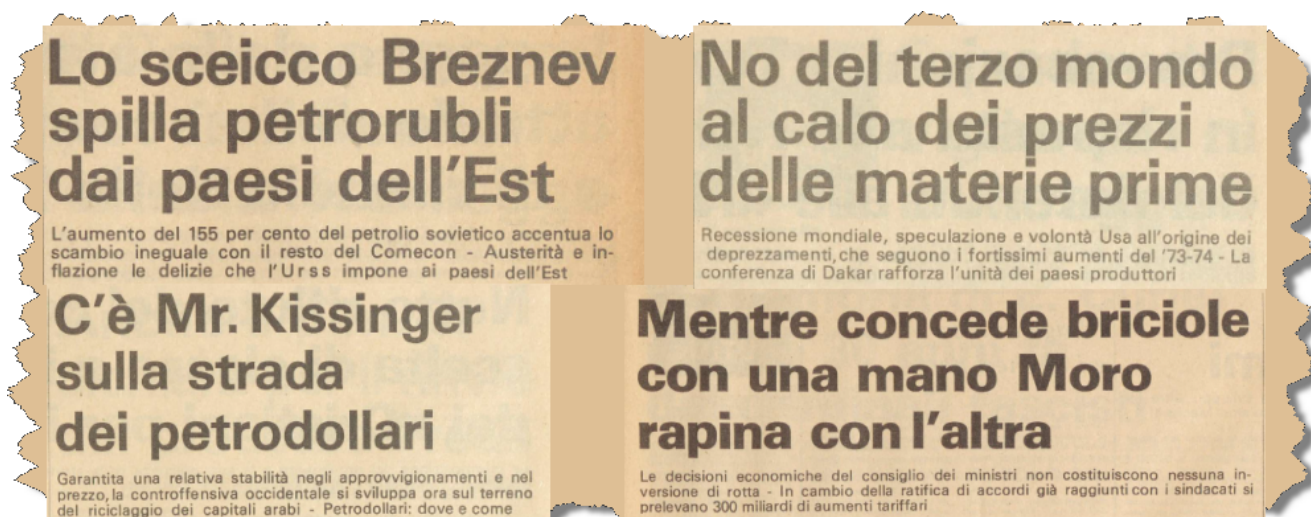 Lo sceicco Breznev
spilla petrorubli
dai paesi dell'Est
L'aumento del 155 per cento del petrolio sovietico accentua lo
scambio ineguale con il resto del Comecon - Austerità e in-
flazione le delizie che l'Urss impone ai paesi dell'Est
No del terzo mondo
al calo dei prezzi
delle materie prime
Recessione mondiale, speculazione e volontà Usa all'origine dei
deprezzamenti, che seguono i fortissimi aumenti del '73-74 - La
conferenza di Dakar rafforza l'unità dei paesi produttori
C'è Mr. Kissinger
sulla strada
dei petrodollari
Garantita una relativa stabilità negli approvvigionamenti e nel
prezzo, la controffensiva occidentale si sviluppa ora sul terreno
del riciclaggio dei capitali arabi - Petrodollari: dove e come
Mentre concede briciole
con una mano Moro
rapina con l'altra
Le decisioni economiche del consiglio dei ministri non costituiscono nessuna in-
versione di rotta - In cambio della ratifica di accordi già raggiunti con i sindacati si
prelevano 300 miliardi di aumenti tariffari